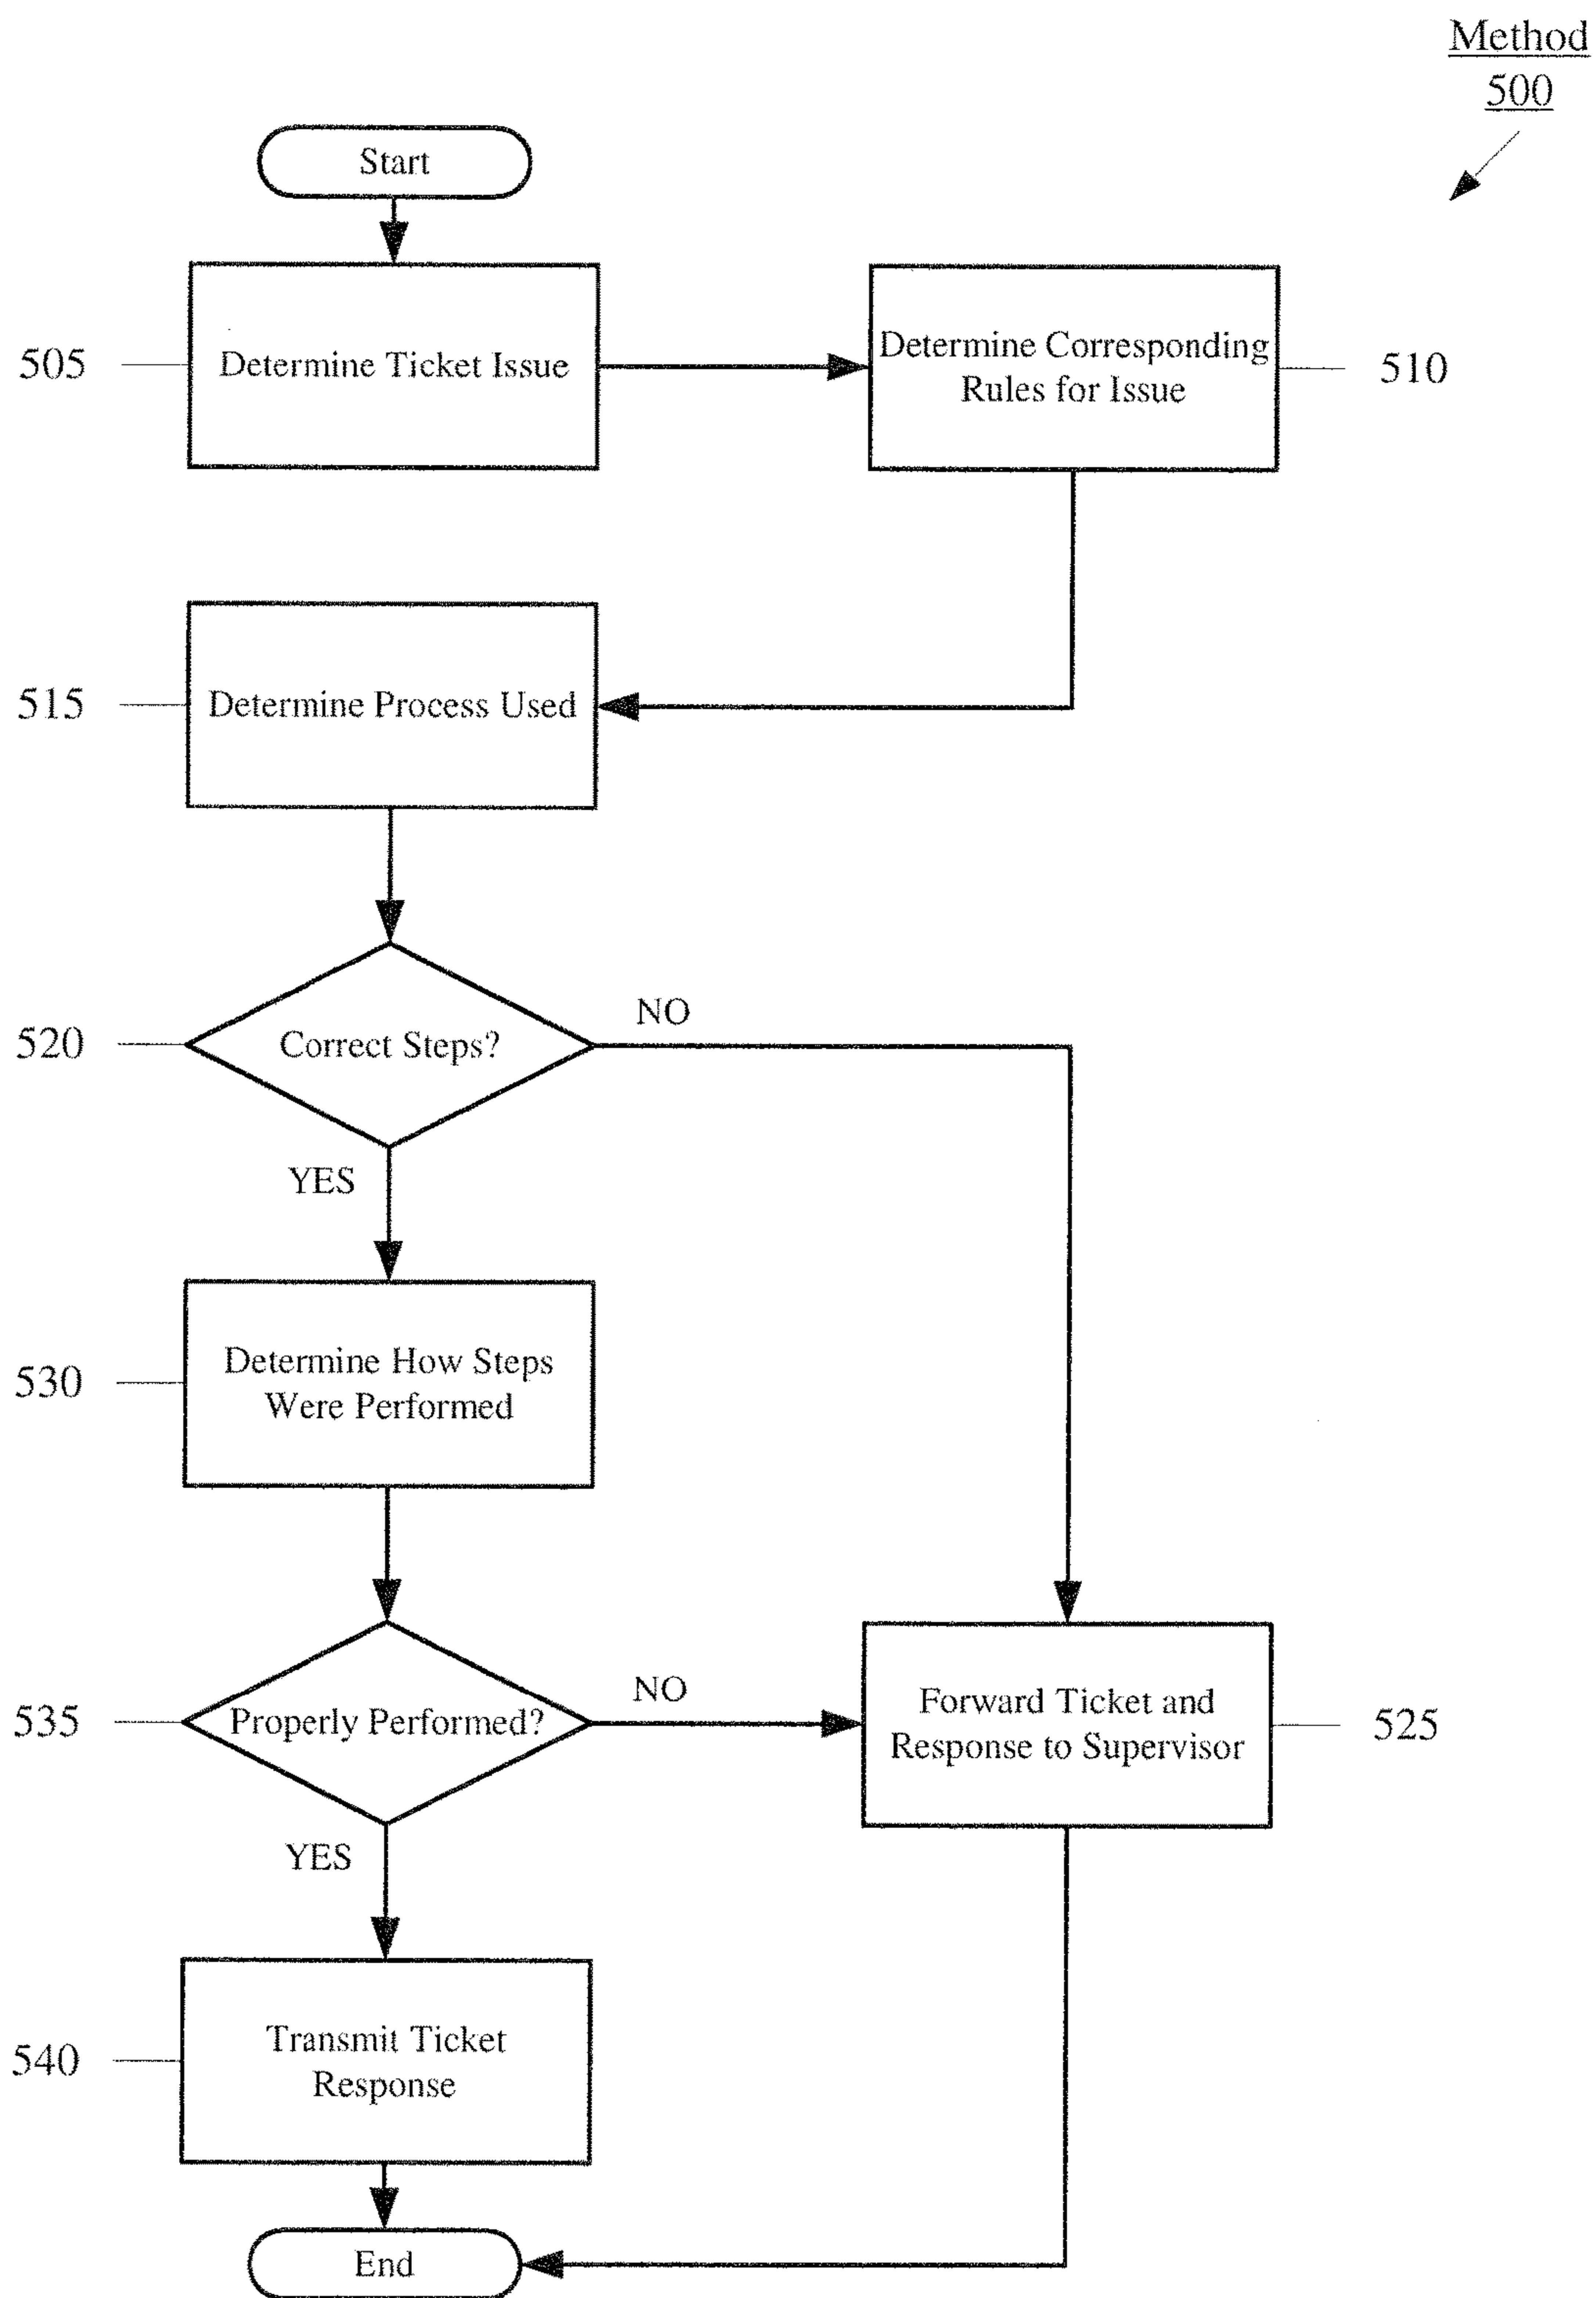 Method
500
Start
505
Determine Ticket Issue
Determine Corresponding
Rules for Issue
510
515
Determine Process Used
520
Correct Steps?
NO
YES
530
Determine How Steps
Were Performed
535
Properly Performed?
NO
Forward Ticket and
Response to Supervisor
525
YES
540
Transmit Ticket
Response
End